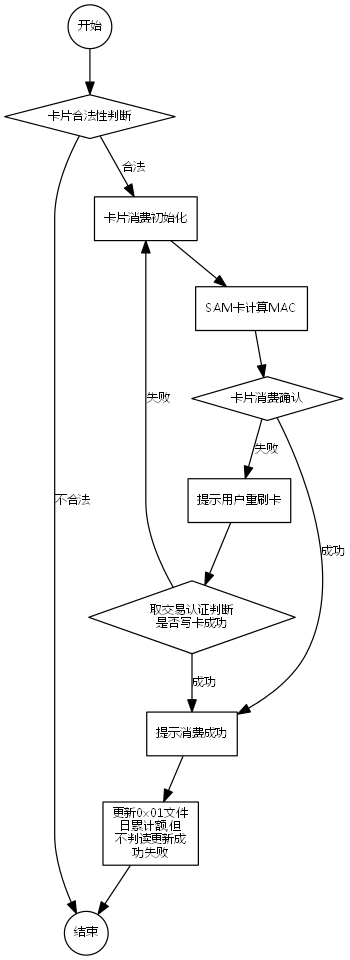 开始
卡片合法性判断
合法
卡片消费初始化
SAM卡计算MAC
卡片消费确认
失败
失败
提示用户重刷卡
不合法
成功
取交易认证判断
是否写卡成功
成功
提示消费成功
更新0x01文件
日累计额,但
不判读更新成
功失败
结束